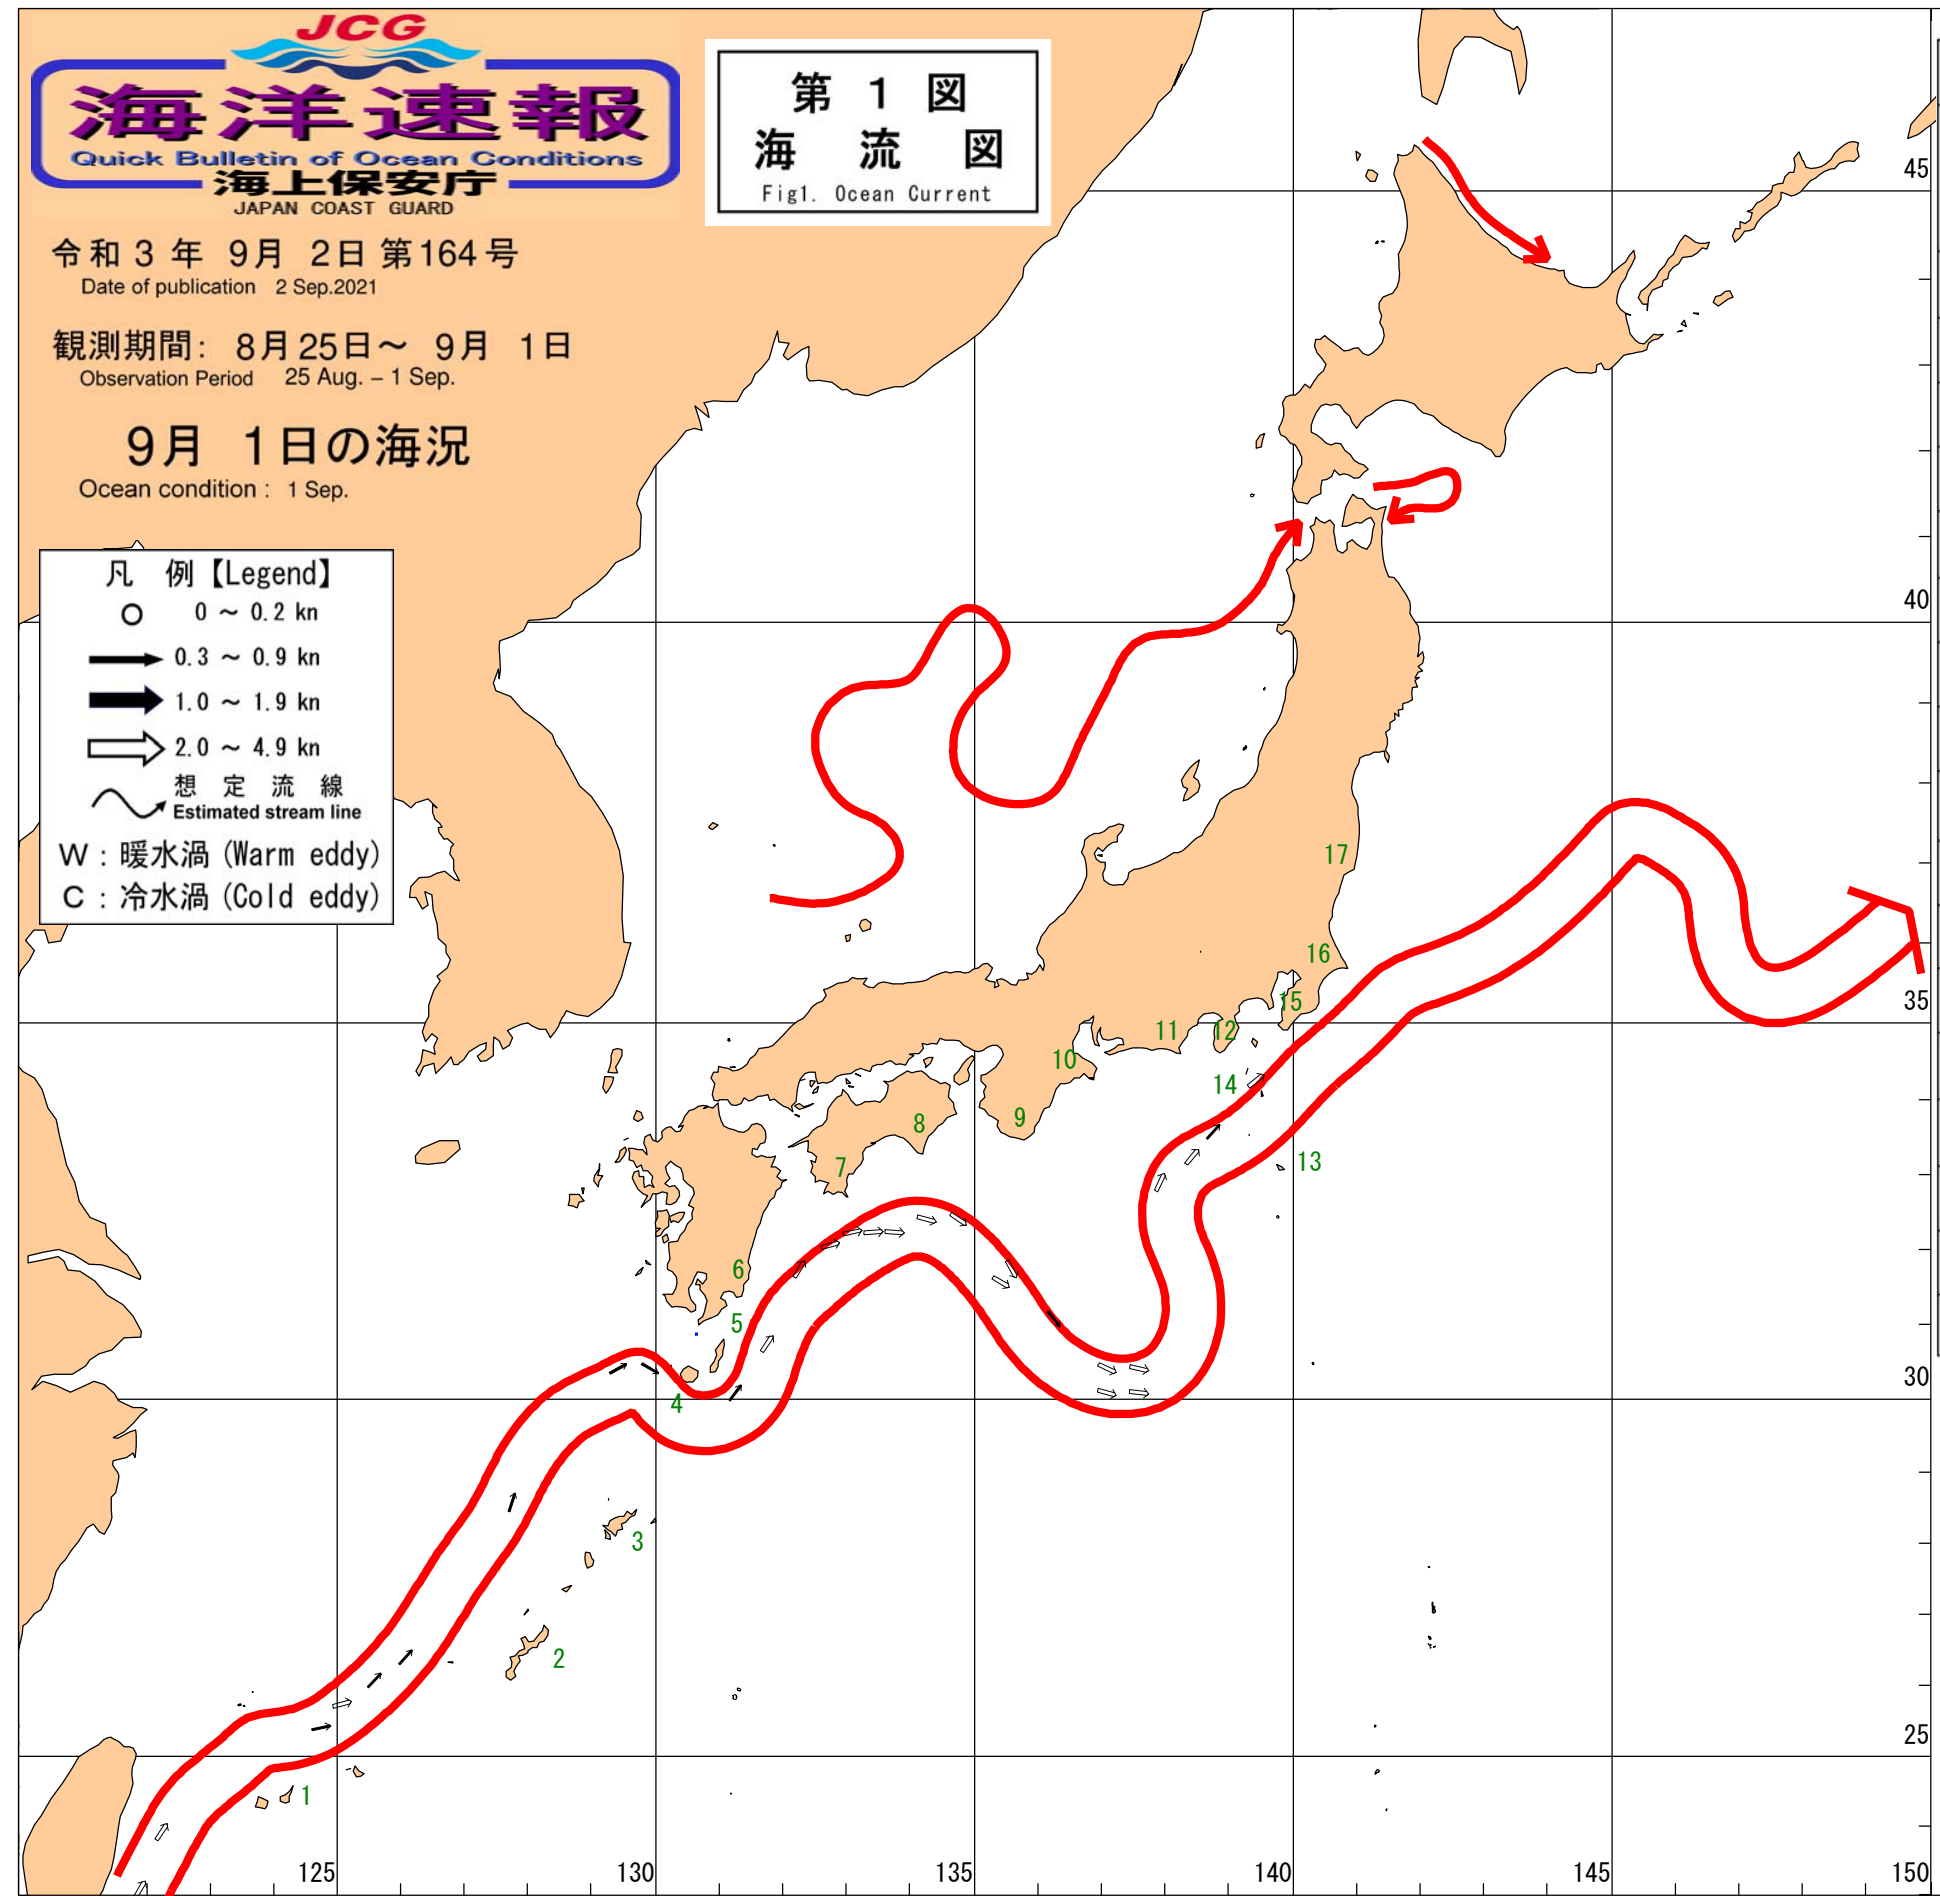 JCG
海洋速報
Quick Bulletin of Ocean Conditions
海上保安庁
JAPAN COAST GUARD
第 1 図
海 流 図
Fig1. Ocean Current
令和 3 年 9月 2日 第164号
Date of publication 2 Sep.2021
観測期間: 8月25日～ 9月 1日
Observation Period 25 Aug. – 1 Sep.
9月 1日の海況
Ocean condition : 1 Sep.
凡 例【Legend】
0 ～ 0.2 kn
0.3 ～ 0.9 kn
1.0 ～ 1.9 kn
2.0 ～ 4.9 kn
想 定 流 線
Estimated stream line
W : 暖水渦 (Warm eddy)
C : 冷水渦 (Cold eddy)
45
40
35
30
25
17
16
15
11
12
10
14
9
8
13
7
6
5
4
3
2
1
125
130
135
140
145
150